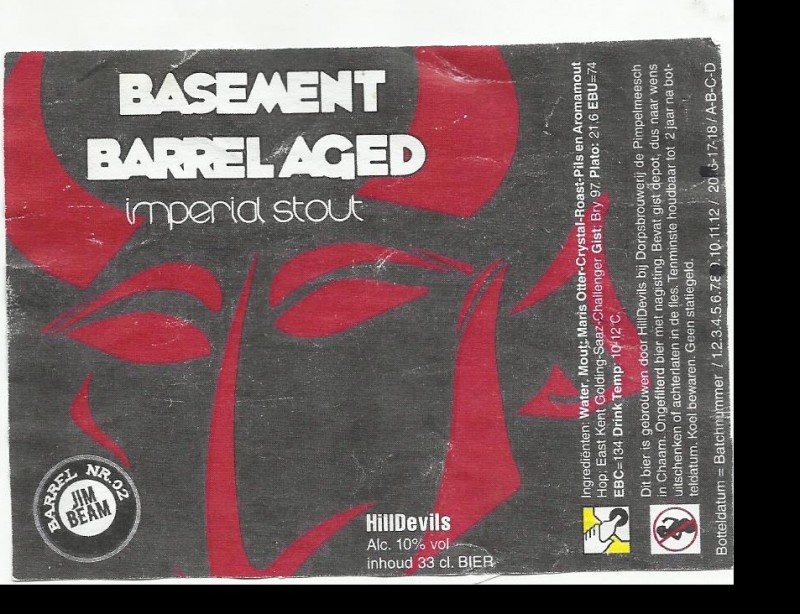 BASEMENT
BARREL AGED
imperial stout
BARREL NR.02
JIM
BEAM
HillDevils
Alc. 10% vol
inhoud 33 cl. BIER
Ingrediënten: Water, Mout; Maris Otter-Crystal-Roast-Pils en Aromamout
Hop; East Kent Golding-Saaz-Challenger Gist; Bry 97 Plato: 21.6 EBU=74
EBC=134 Drink Temp: 10-12°C.
Dit bier is gebrouwen door HillDevils bij Dorpsbrouwerij de Pimpelmeesch
in Chaam. Ongefilterd bier met nagisting. Bevat gist depot, dus naar wens
uitschenken of achterlaten in de fles. Tenminste houdbaar tot 2 jaar na bot-
teldatum. Koel bewaren. Geen statiegeld.
Botteldatum = Batchnummer / 1.2.3.4.5.6.7.8 .10.11.12 / 20 6-17-18 / A-B-C-D